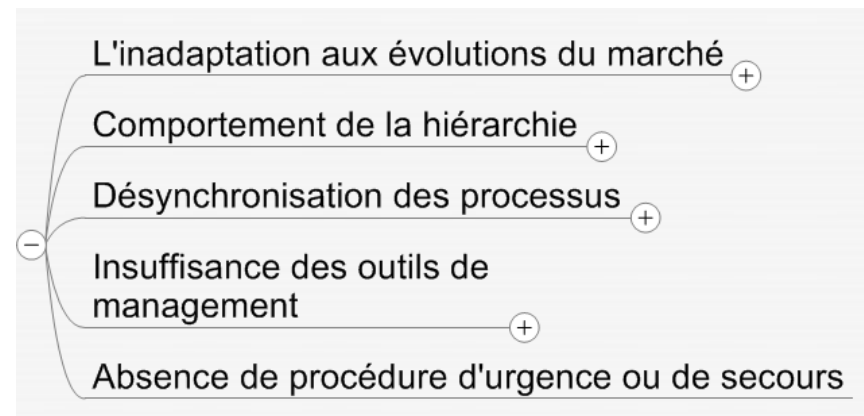 L'inadaptation aux évolutions du marché
Comportement de la hiérarchie
Désynchronisation des processus
Insuffisance des outils de
management
Absence de procédure d'urgence ou de secours